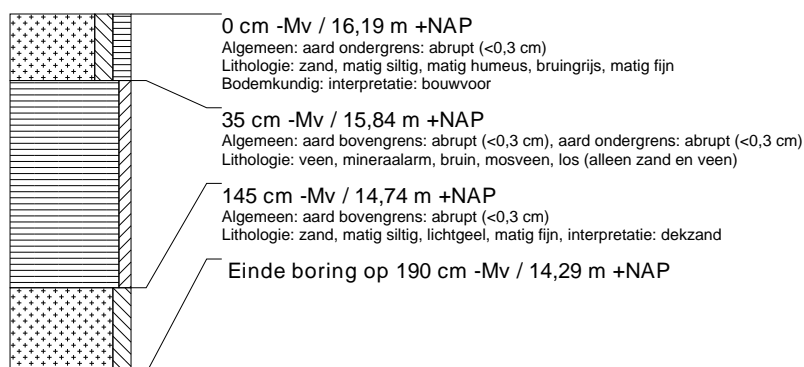 0 cm -Mv / 16,19 m +NAP
Algemeen: aard ondergrens: abrupt (<0,3 cm)
Lithologie: zand, matig siltig, matig humeus, bruingrijs, matig fijn
Bodemkundig: interpretatie: bouwvoor
35 cm -Mv / 15,84 m +NAP
Algemeen: aard bovengrens: abrupt (<0,3 cm), aard ondergrens: abrupt (<0,3 cm)
Lithologie: veen, mineraalarm, bruin, mosveen, los (alleen zand en veen)
145 cm -Mv / 14,74 m +NAP
Algemeen: aard bovengrens: abrupt (<0,3 cm)
Lithologie: zand, matig siltig, lichtgeel, matig fijn, interpretatie: dekzand
Einde boring op 190 cm -Mv / 14,29 m +NAP